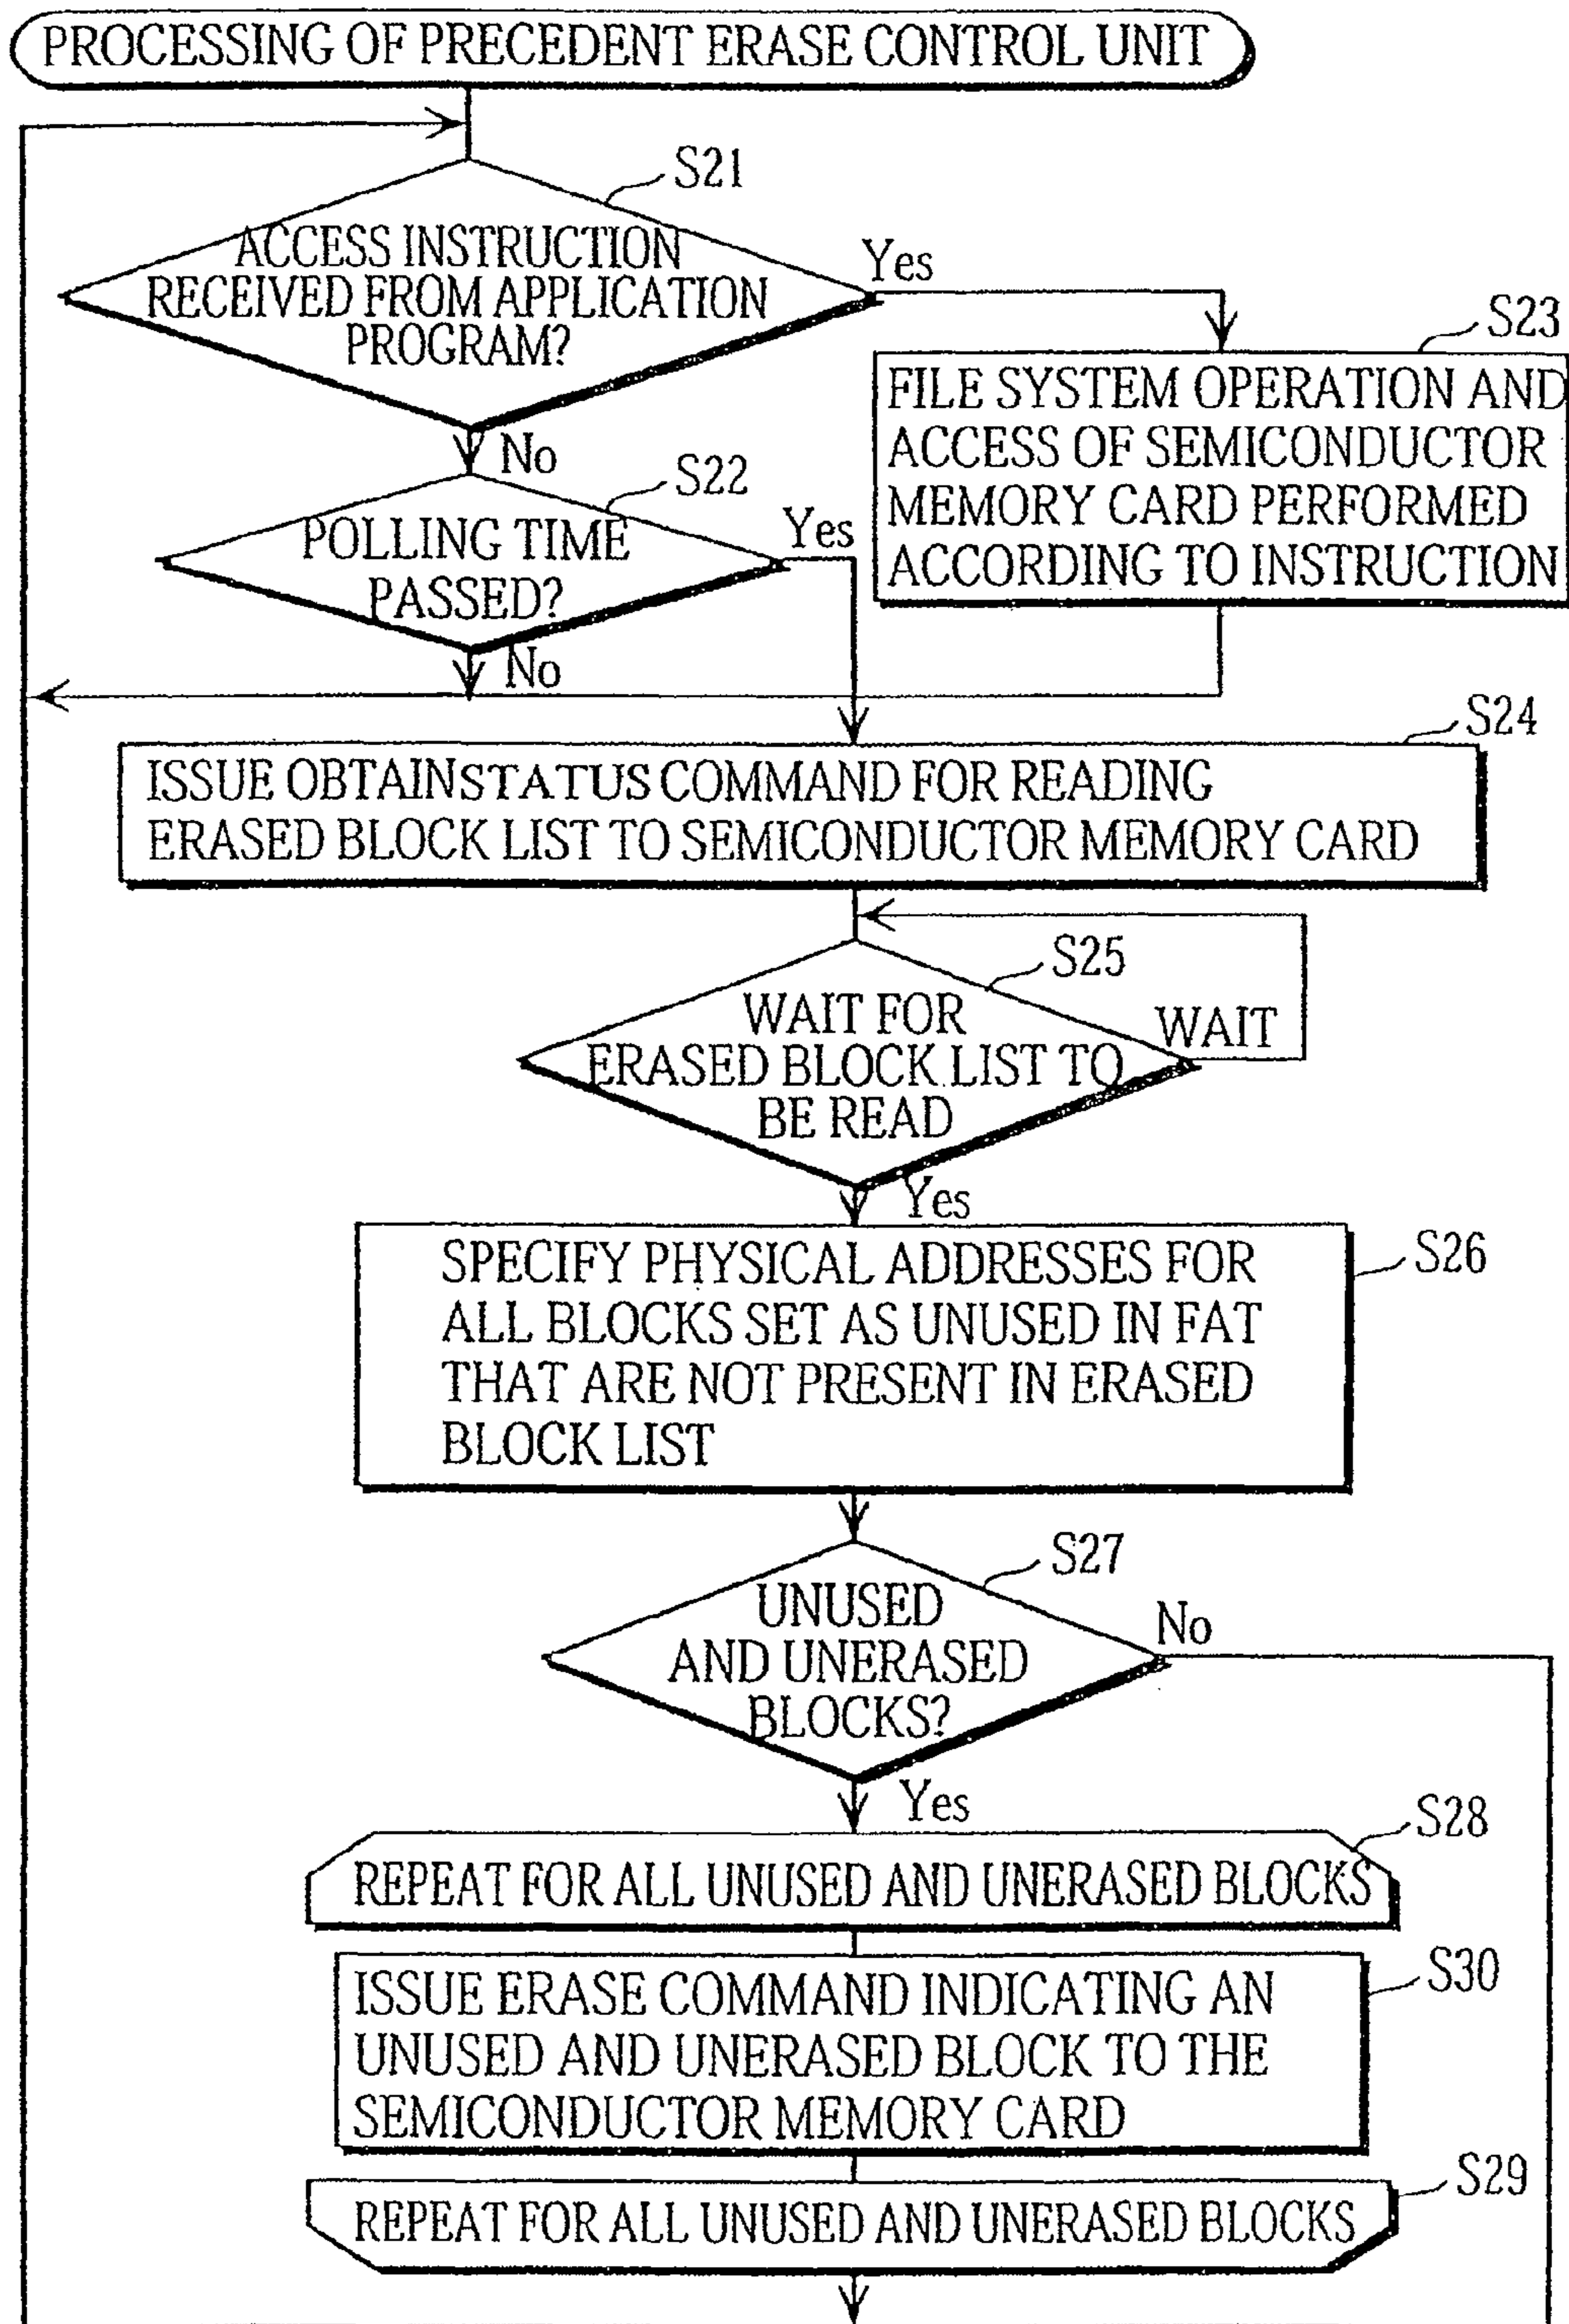 PROCESSING OF PRECEDENT ERASE CONTROL UNIT
S21
ACCESS INSTRUCTION
RECEIVED FROM APPLICATION
PROGRAM?
Yes
No
S23
FILE SYSTEM OPERATION AND
ACCESS OF SEMICONDUCTOR
MEMORY CARD PERFORMED
ACCORDING TO INSTRUCTION
S22
POLLING TIME
PASSED?
Yes
No
S24
ISSUE OBTAINSTATUS COMMAND FOR READING
ERASED BLOCK LIST TO SEMICONDUCTOR MEMORY CARD
S25
WAIT FOR
ERASED BLOCK LIST TO
BE READ
WAIT
Yes
S26
SPECIFY PHYSICAL ADDRESSES FOR
ALL BLOCKS SET AS UNUSED IN FAT
THAT ARE NOT PRESENT IN ERASED
BLOCK LIST
S27
UNUSED
AND UNERASED
BLOCKS?
No
Yes
S28
REPEAT FOR ALL UNUSED AND UNERASED BLOCKS
S30
ISSUE ERASE COMMAND INDICATING AN
UNUSED AND UNERASED BLOCK TO THE
SEMICONDUCTOR MEMORY CARD
S29
REPEAT FOR ALL UNUSED AND UNERASED BLOCKS